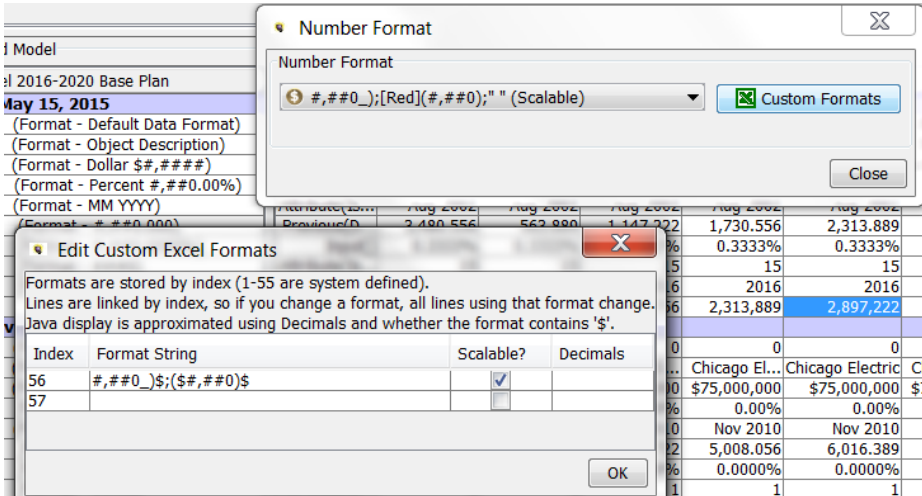 Number Format
Number Format
#,##0_);[Red](#,##0);" " (Scalable)
Custom Formats
Close
Model
2016-2020 Base Plan
May 15, 2015
(Format - Default Data Format)
(Format - Object Description)
(Format - Dollar $#,####)
(Format - Percent #,##0.00%)
(Format - MM YYYY)
1,730.556 2,313.889
0.3333% 0.3333%
15 15
2016 2016
2,313,889 2,897,222
0 0 0
Chicago El... Chicago Electric
$75,000,000 $75,000,000
0.00% 0.00%
Nov 2010 Nov 2010
5,008.056 6,016.389
0.0000% 0.0000%
1 1 1
Edit Custom Excel Formats
Formats are stored by index (1-55 are system defined).
Lines are linked by index, so if you change a format, all lines using that format change.
Java display is approximated using Decimals and whether the format contains '$'.
Index Format String Scalable? Decimals
56 #,##0_)$;($#,##0)$
57
OK